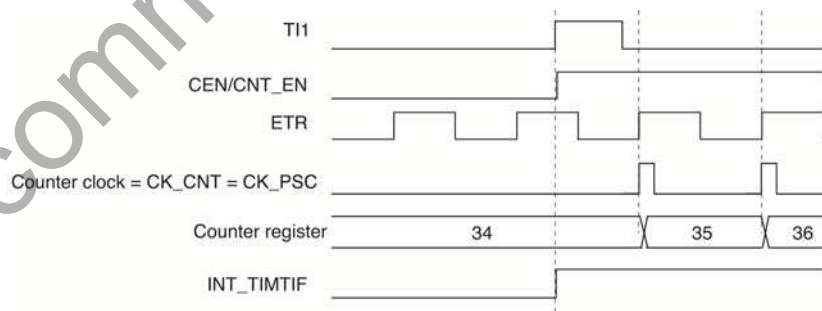 TI1
CEN/CNT_EN
ETR
Counter clock = CK_CNT = CK_PSC
Counter register 34 35 36
INT_TIMTIF